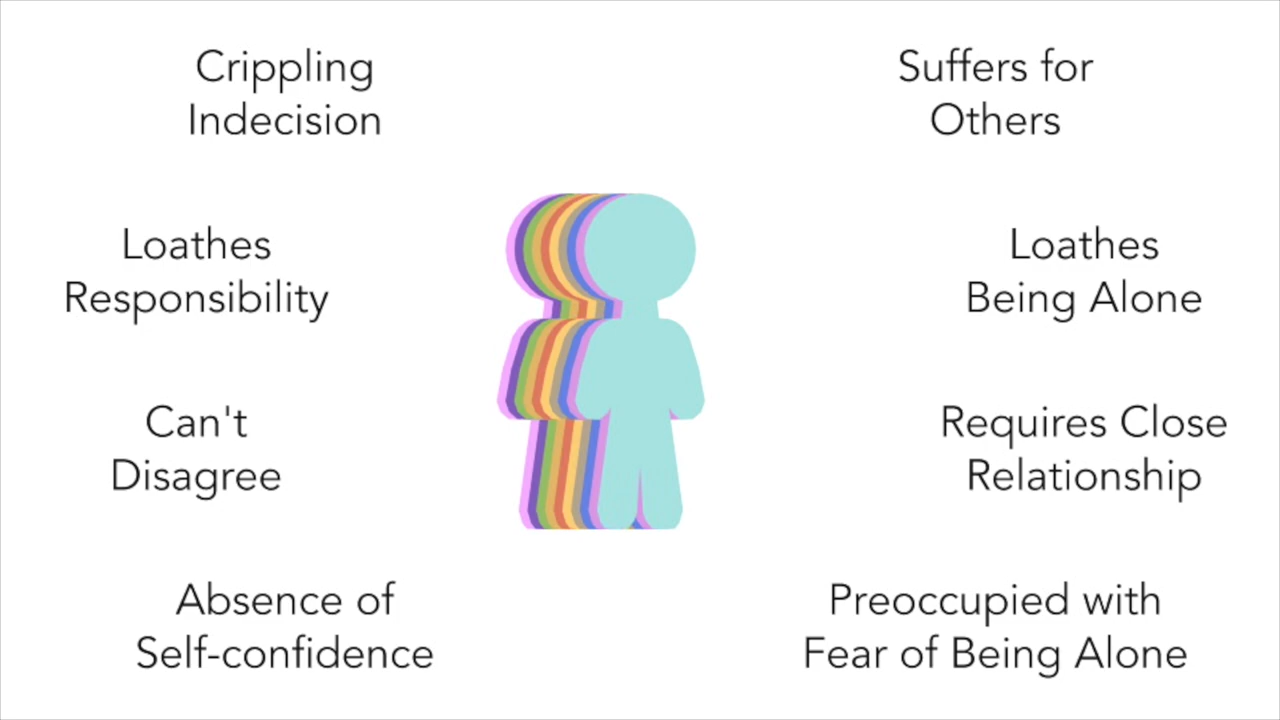 Crippling
Indecision
Suffers for
Others
Loathes
Responsibility
Loathes
Being Alone
Can't
Disagree
Requires Close
Relationship
Absence of
Self-confidence
Preoccupied with
Fear of Being Alone